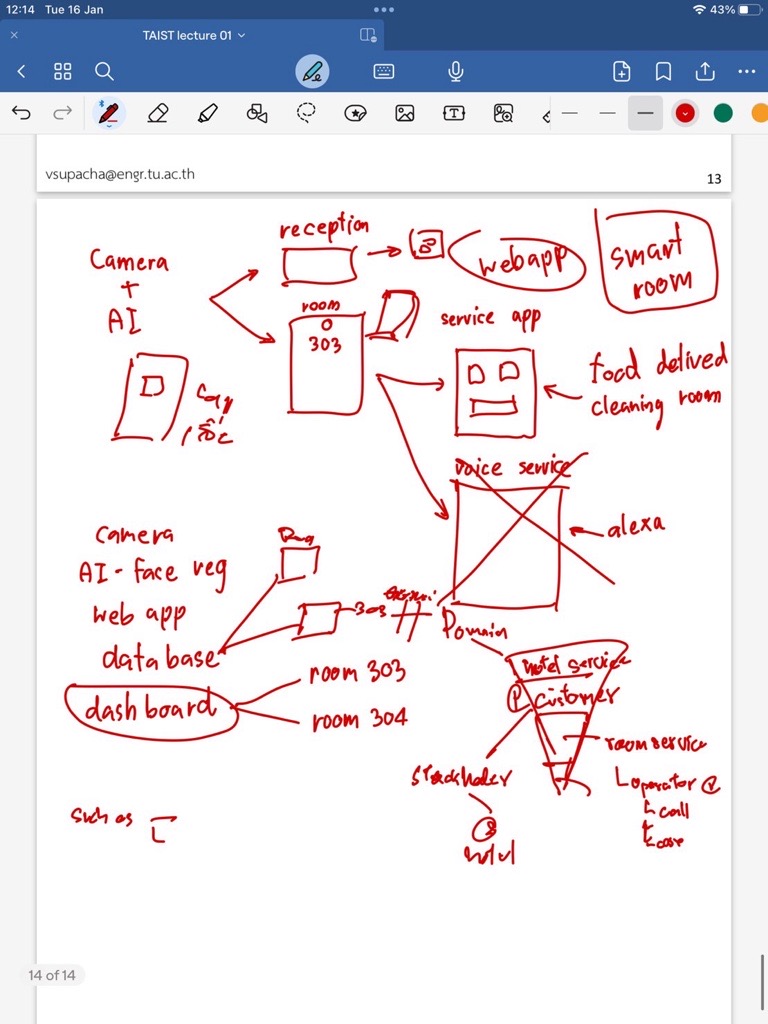 12:14 Tue 16 Jan
43%
TAIST lecture 01
T
vsupacha@engr.tu.ac.th
13
reception
webapp
smart
room
Camera
+
AI
room
303
service app
food delived
cleaning room
voice service
alexa
camera
AI - face reg
web app
database
dashboard
303
room 303
room 304
Domain
hotel service
customer
room service
operator
call
Stackholder
such as
14 of 14